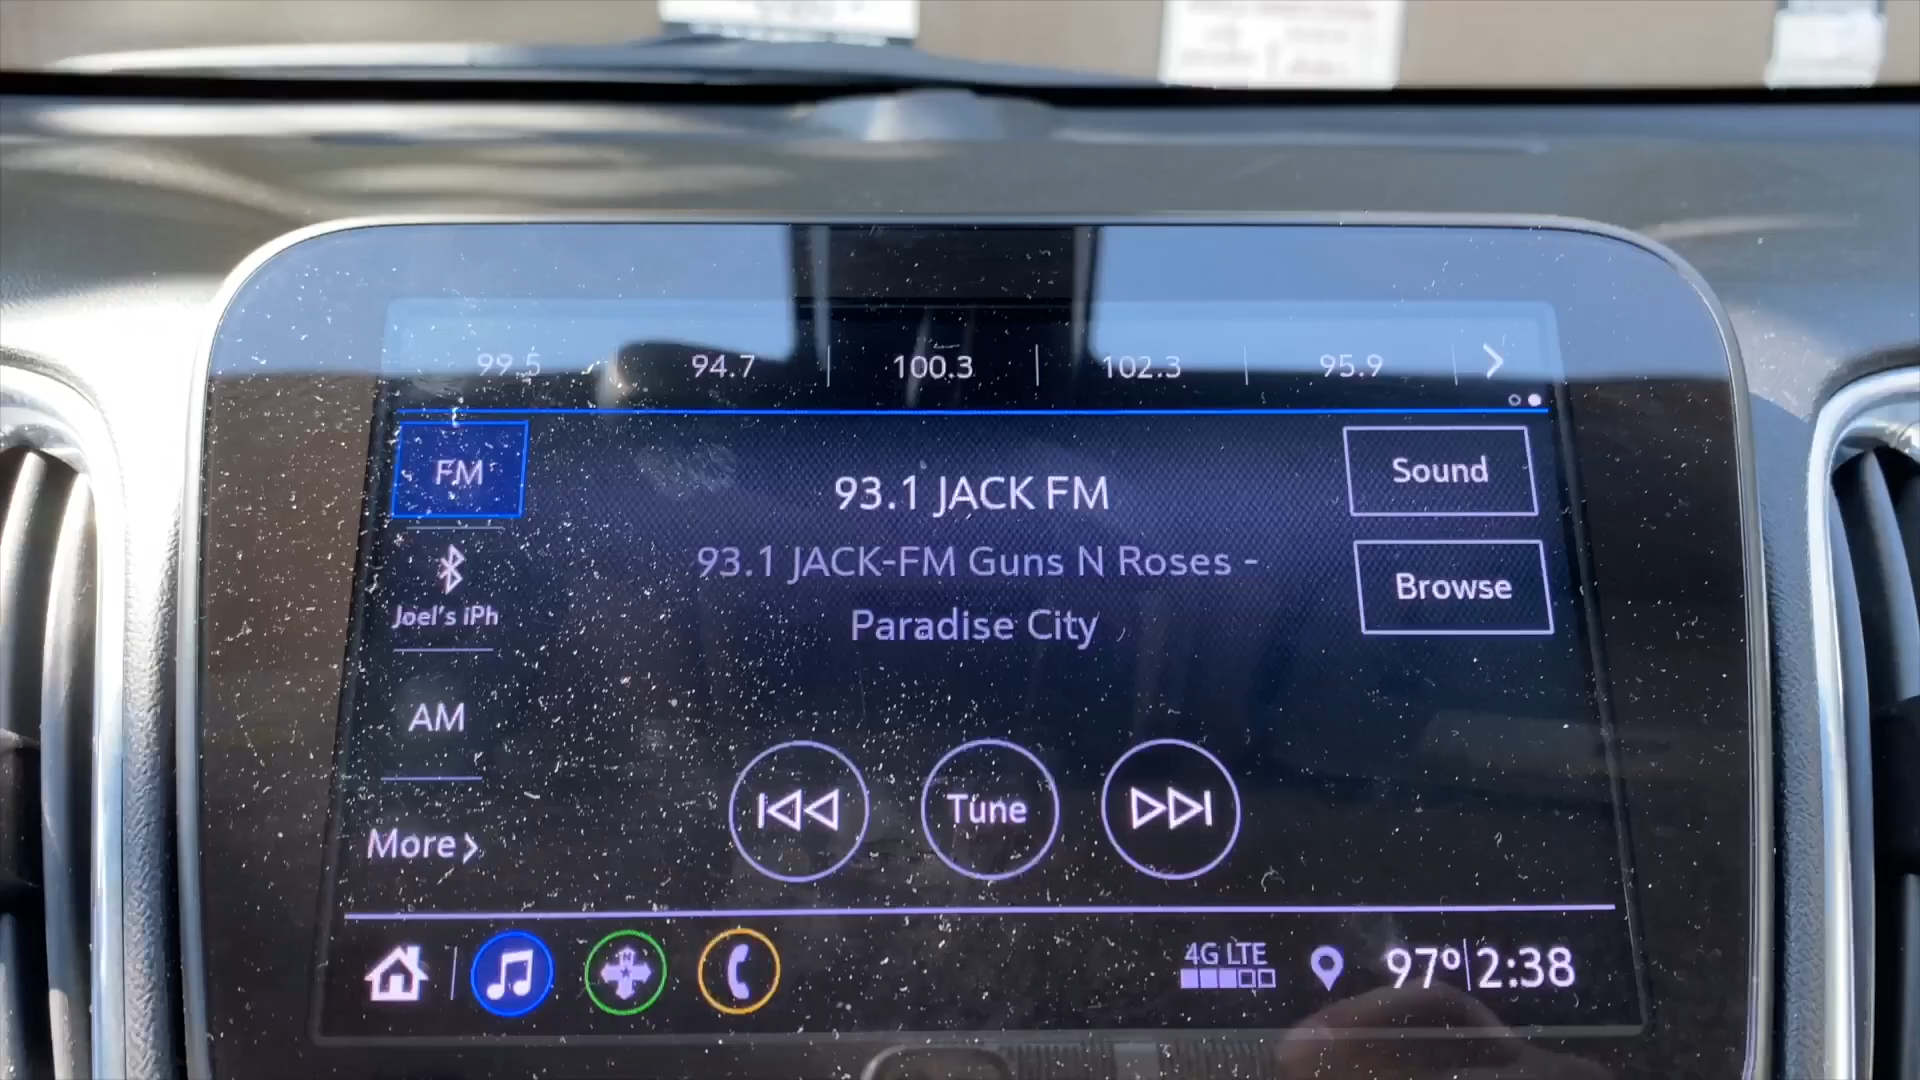 99.5 94.7 100.3 102.3 95.9
FM
93.1 JACK FM
Sound
93.1 JACK-FM Guns N Roses -
Paradise City
Browse
Joel's iPh
AM
Tune
More
4G LTE
97° 2:38